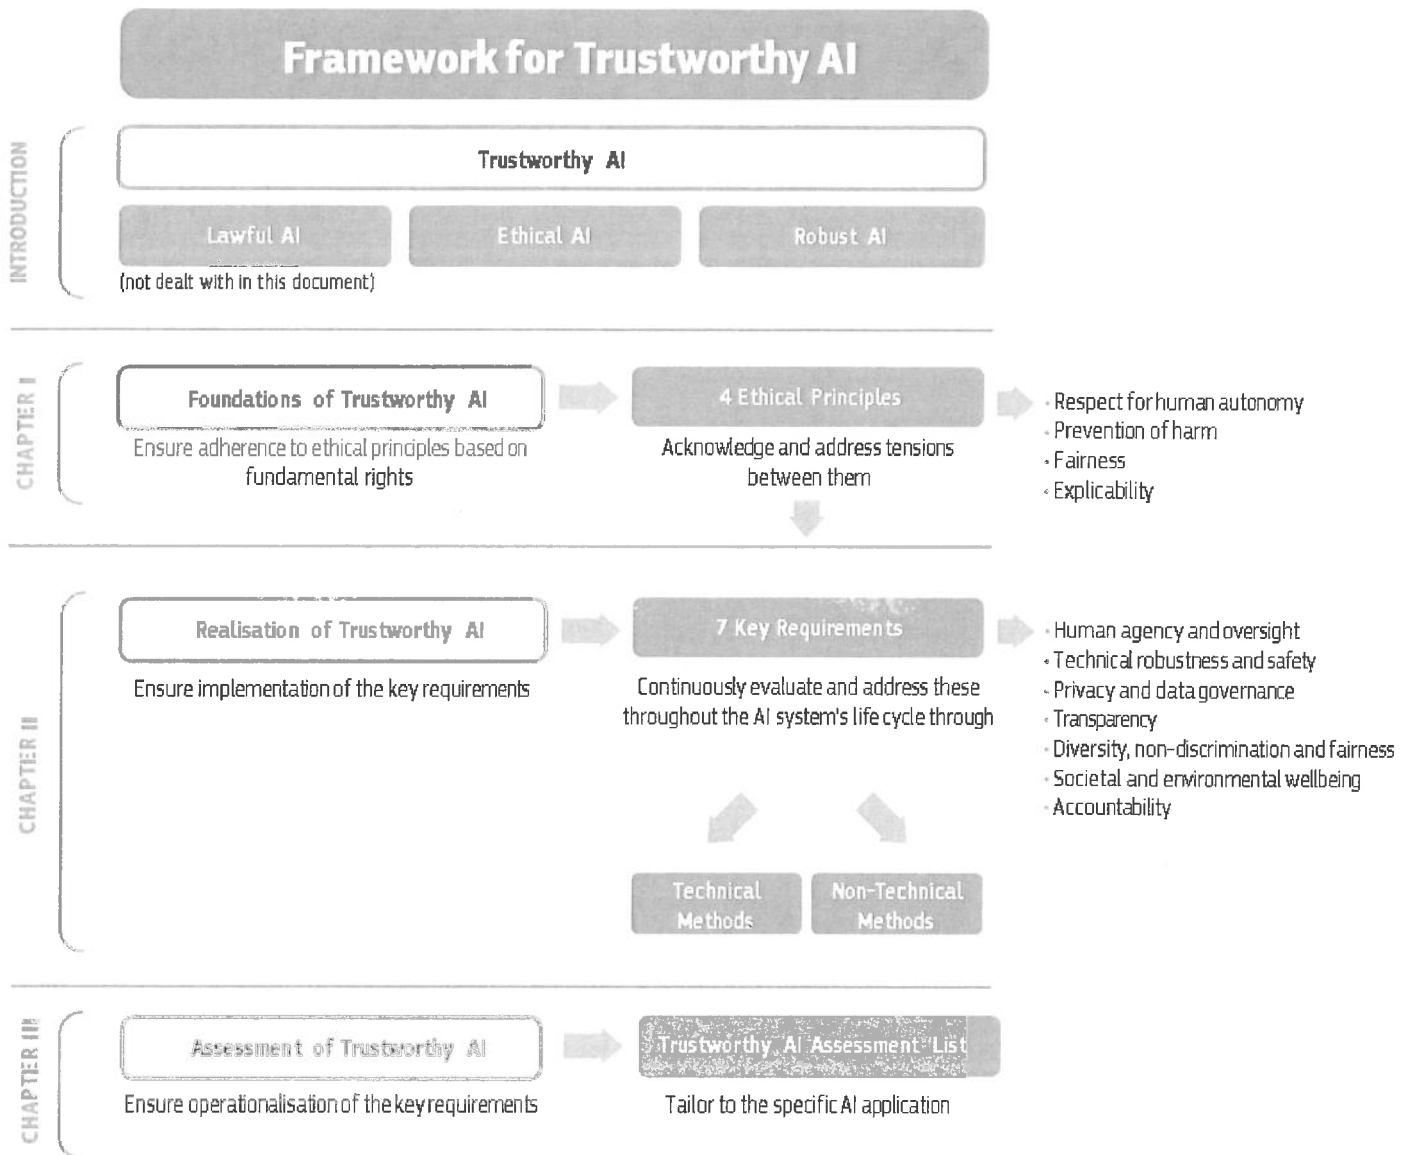 Framework for Trustworthy AI
INTRODUCTION
Trustworthy AI
Lawful AI
Ethical AI
Robust AI
(not dealt with in this document)
CHAPTER I
Foundations of Trustworthy AI
Ensure adherence to ethical principles based on
fundamental rights
4 Ethical Principles
Acknowledge and address tensions
between them
· Respect for human autonomy
· Prevention of harm
· Fairness
· Explicability
CHAPTER II
Realisation of Trustworthy AI
Ensure implementation of the key requirements
7 Key Requirements
Continuously evaluate and address these
throughout the AI system's life cycle through
· Human agency and oversight
· Technical robustness and safety
· Privacy and data governance
· Transparency
· Diversity, non-discrimination and fairness
· Societal and environmental wellbeing
· Accountability
Technical
Methods
Non-Technical
Methods
CHAPTER III
Assessment of Trustworthy AI
Ensure operationalisation of the key requirements
Trustworthy AI Assessment List
Tailor to the specific AI application